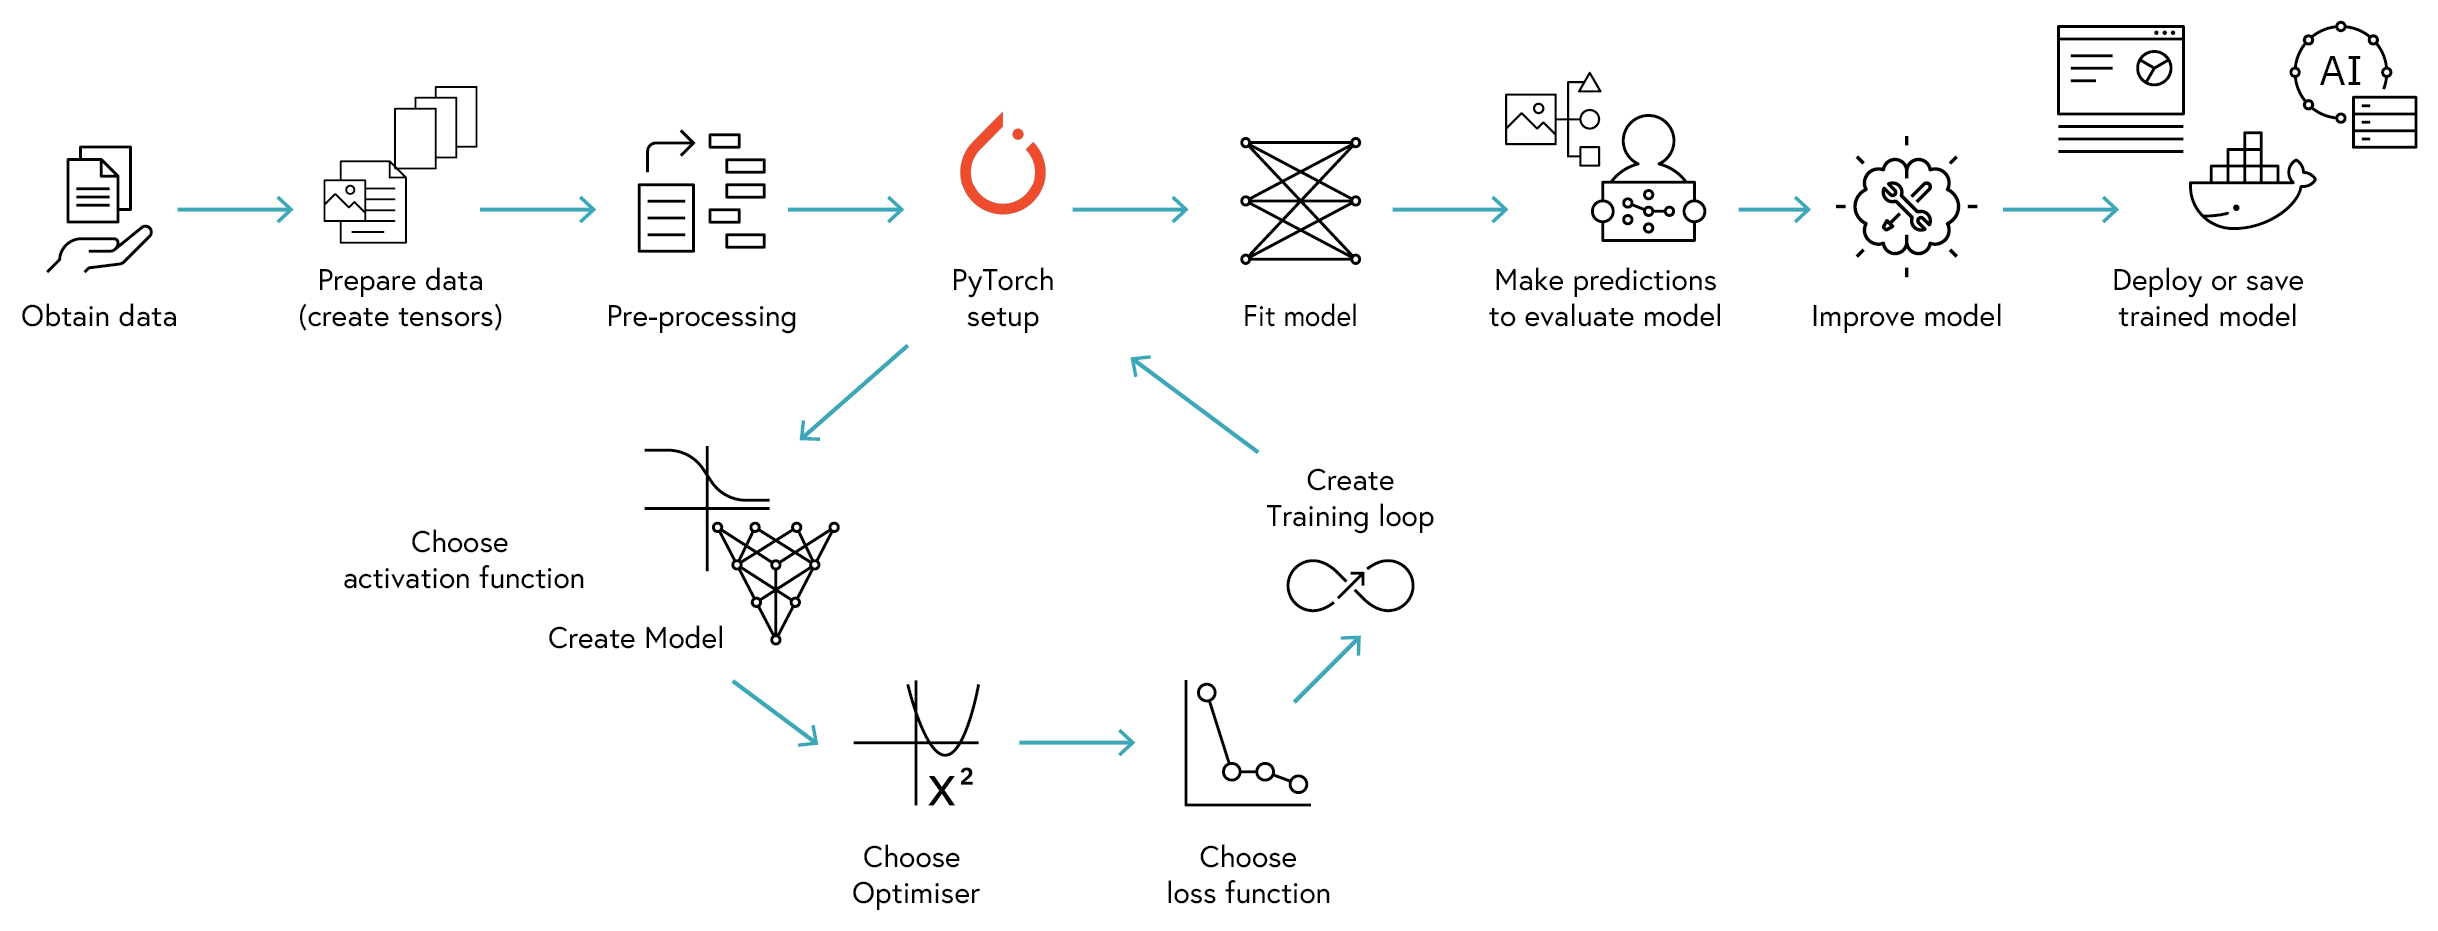 Obtain data
Prepare data
(create tensors)
Pre-processing
PyTorch
setup
Fit model
Make predictions
to evaluate model
Improve model
AI
Deploy or save
trained model
Choose
activation function
Create Model
X²
Choose
Optimiser
Choose
loss function
Create
Training loop